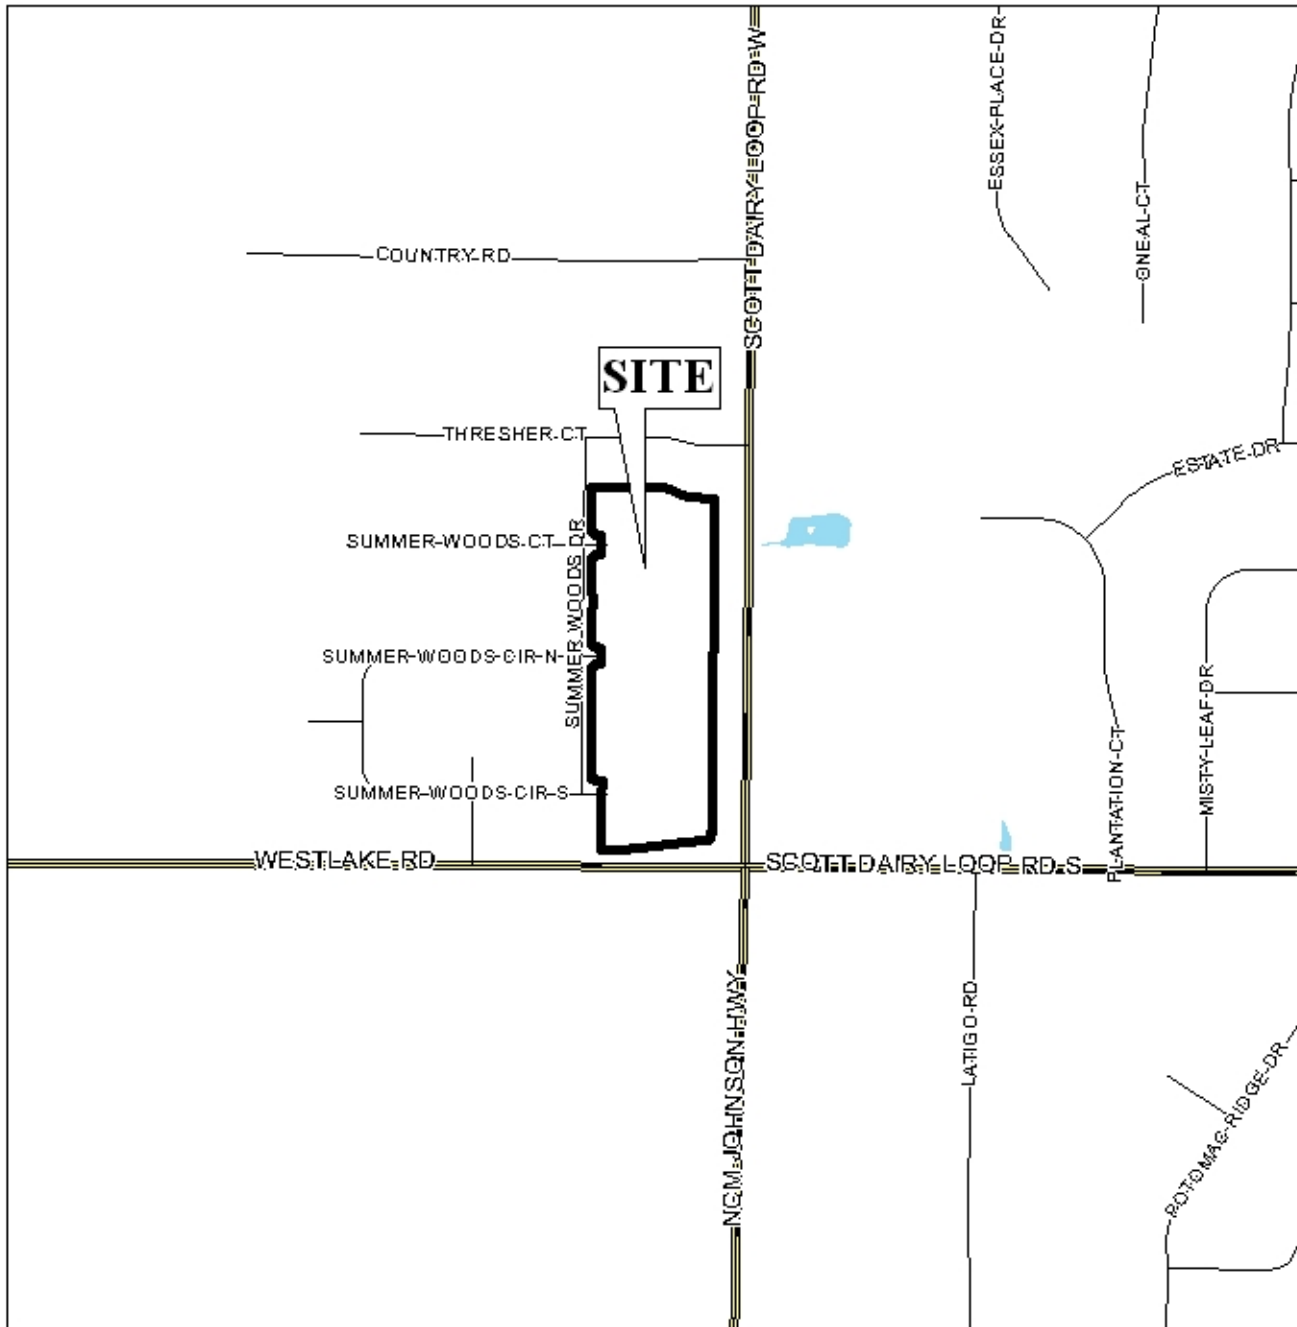 SCOTT DAIRY LOOP RD W
ESSEX PLACE DR
ONEAL CT
COUNTRY RD
SITE
THRESHER CT
ESTATE DR
SUMMER WOODS CT
SUMMER WOODS DR
SUMMER WOODS CIR N
MISTY LEAF DR
PLANTATION CT
SUMMER WOODS CIR S
WESTLAKE RD
SCOTT DAIRY LOOP RD S
LATIGO RD
NGM JOHNSON HWY
POTOMAC RIDGE DR